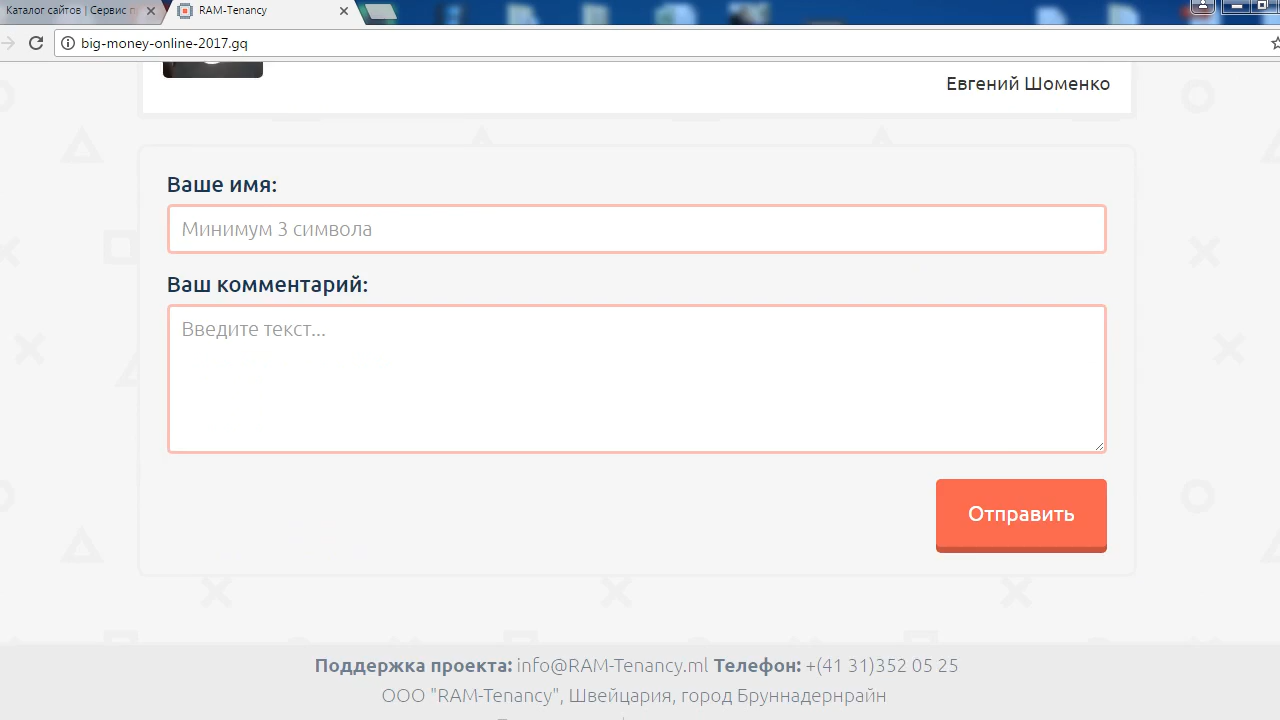 Каталог сайтов | Сервис п
RAM-Tenancy
big-money-online-2017.gq
Евгений Шоменко
Ваше имя:
Минимум 3 символа
Ваш комментарий:
Введите текст...
Отправить
Поддержка проекта: info@RAM-Tenancy.ml Телефон: +(41 31)352 05 25
ООО "RAM-Tenancy", Швейцария, город Бруннадернрайн